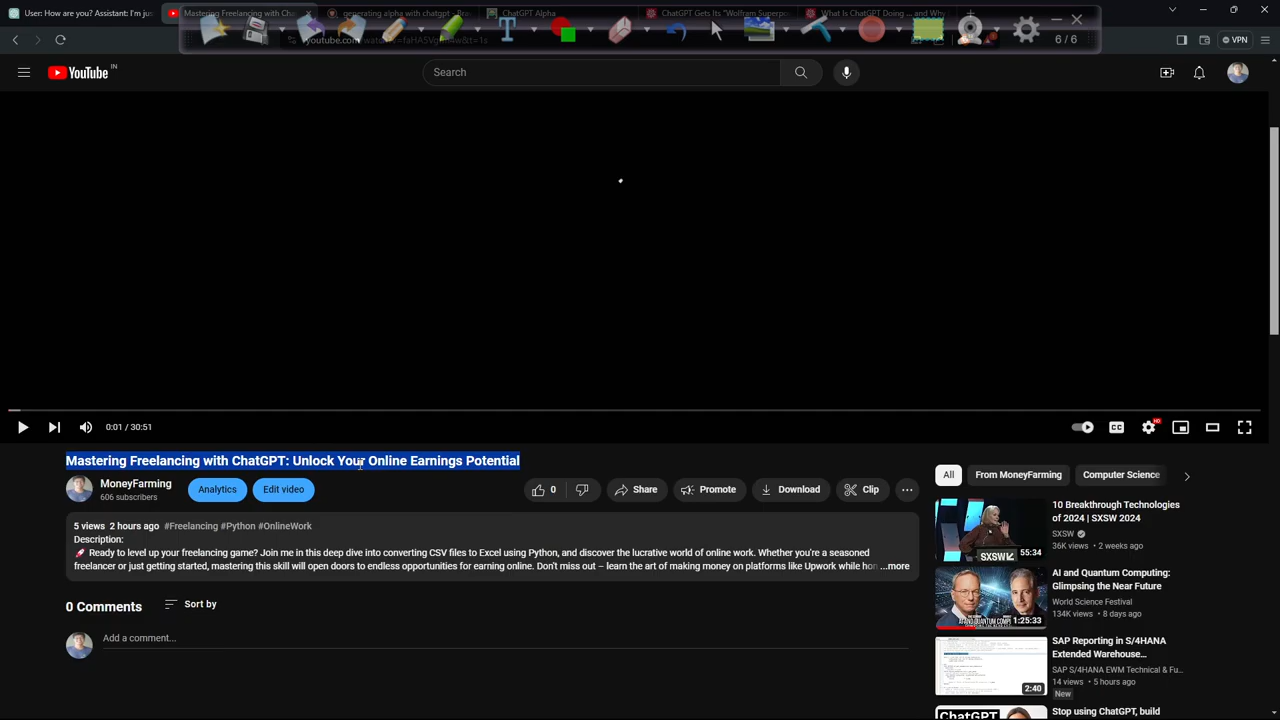 User: How are you? Assistant: I'm jus
Mastering Freelancing with Cha
generating alpha with chatgpt - Bra
ChatGPT Alpha
ChatGPT Gets Its "Wolfram Superpo
What Is ChatGPT Doing ... and Why
6 / 6
VPN
YouTube IN
Search
0:01 / 30:51
CC
HD
Mastering Freelancing with ChatGPT: Unlock Your Online Earnings Potential
MoneyFarming
606 subscribers
Analytics
Edit video
0
Share
Promote
Download
Clip
5 views 2 hours ago #Freelancing #Python #OnlineWork
Description:
🚀 Ready to level up your freelancing game? Join me in this deep dive into converting CSV files to Excel using Python, and discover the lucrative world of online work. Whether you're a seasoned
freelancer or just getting started, mastering this skill will open doors to endless opportunities for earning online. Don't miss out – learn the art of making money on platforms like Upwork while hon ...more
0 Comments
Sort by
Add a comment...
All
From MoneyFarming
Computer Science
SXSW
55:34
10 Breakthrough Technologies
of 2024 | SXSW 2024
SXSW
36K views • 2 weeks ago
1:25:33
AI and Quantum Computing:
Glimpsing the Near Future
World Science Festival
134K views • 8 days ago
2:40
SAP Reporting in S/4HANA
Extended Warehouse...
SAP S/4HANA EWM Technical & Fu...
14 views • 5 hours ago
New
ChatGPT
Stop using ChatGPT, build